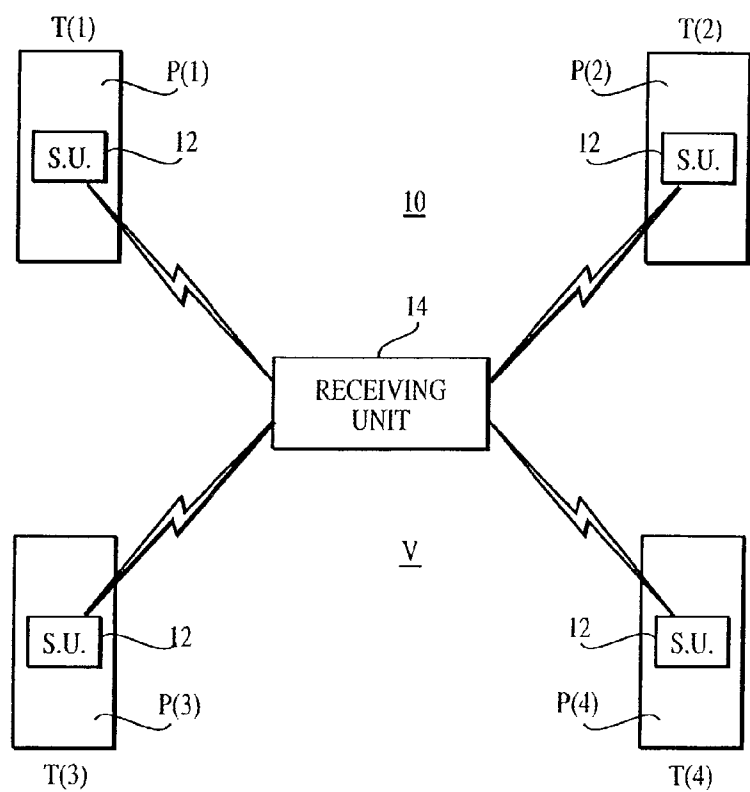 T(1)
T(2)
P(1)
P(2)
12
12
S.U.
S.U.
10
14
RECEIVING
UNIT
V
S.U.
12
12
S.U.
P(3)
P(4)
T(3)
T(4)